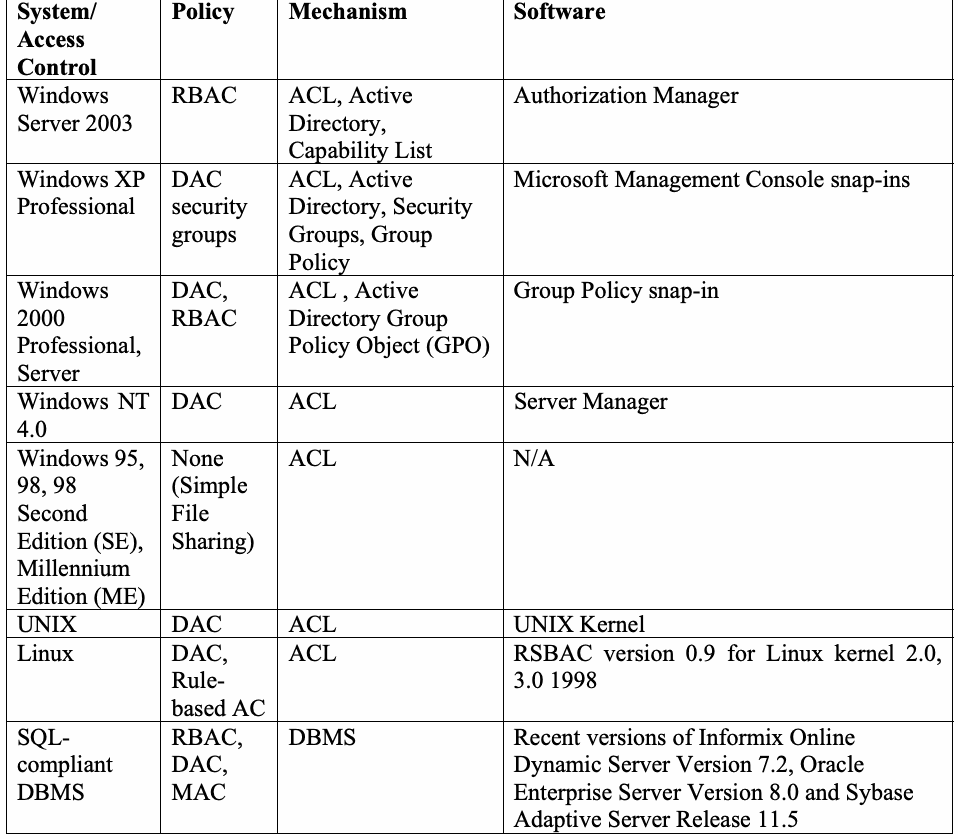 System/ Access Control | Policy | Mechanism | Software
Windows Server 2003 | RBAC | ACL, Active Directory, Capability List | Authorization Manager
Windows XP Professional | DAC security groups | ACL, Active Directory, Security Groups, Group Policy | Microsoft Management Console snap-ins
Windows 2000 Professional, Server | DAC, RBAC | ACL , Active Directory Group Policy Object (GPO) | Group Policy snap-in
Windows NT 4.0 | DAC | ACL | Server Manager
Windows 95, 98, 98 Second Edition (SE), Millennium Edition (ME) | None (Simple File Sharing) | ACL | N/A
UNIX | DAC | ACL | UNIX Kernel
Linux | DAC, Rule-based AC | ACL | RSBAC version 0.9 for Linux kernel 2.0, 3.0 1998
SQL-compliant DBMS | RBAC, DAC, MAC | DBMS | Recent versions of Informix Online Dynamic Server Version 7.2, Oracle Enterprise Server Version 8.0 and Sybase Adaptive Server Release 11.5